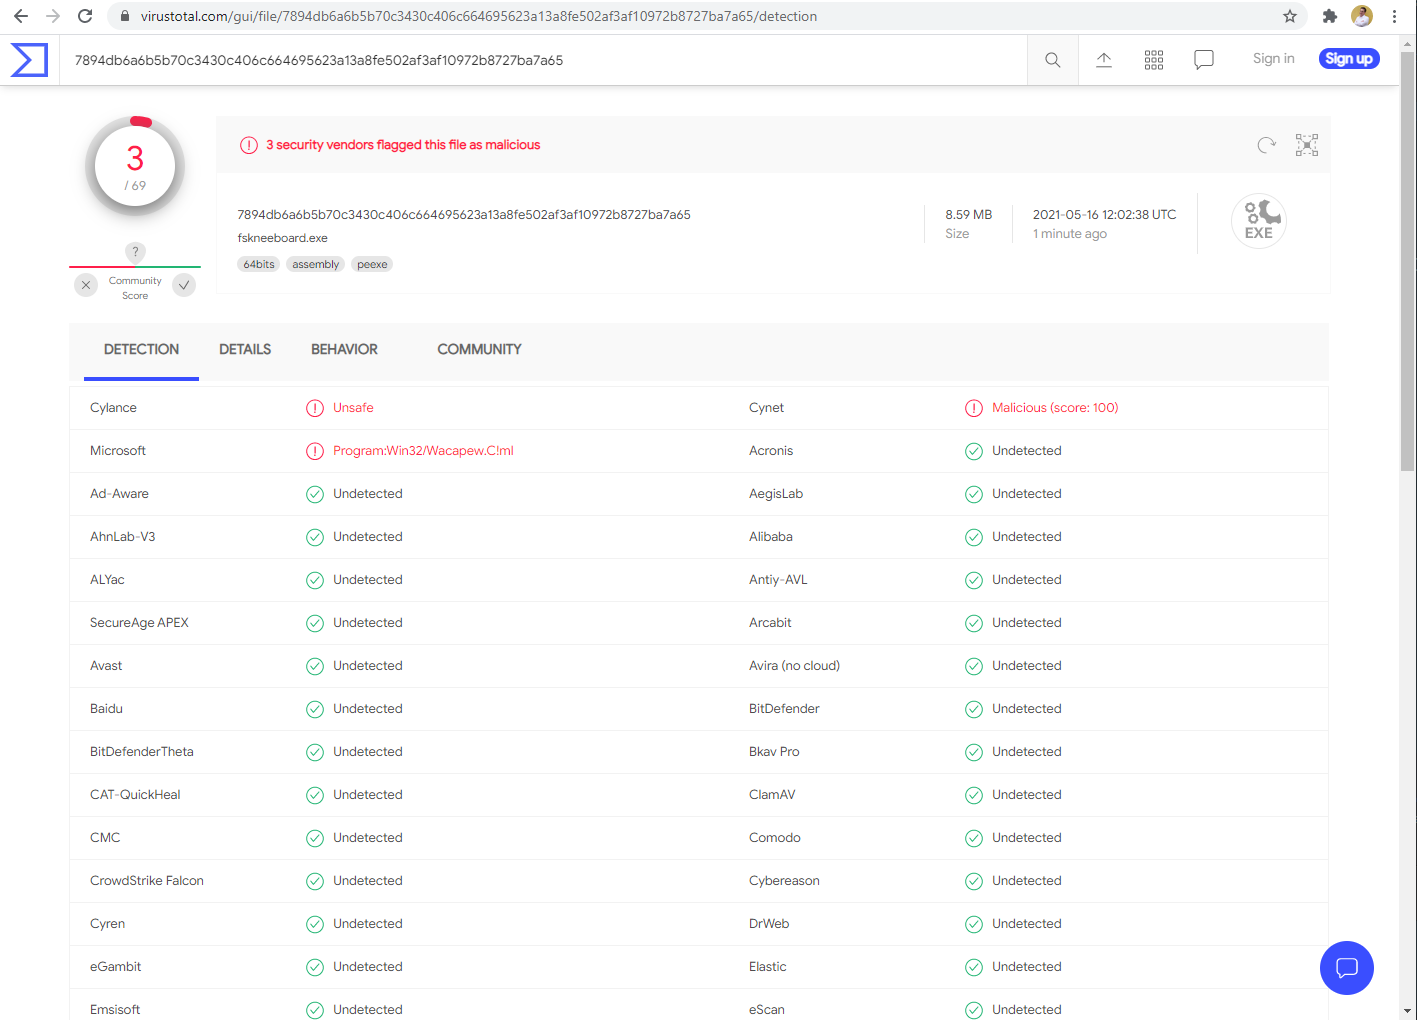 virustotal.com/gui/file/7894db6a6b5b70c3430c406c664695623a13a8fe502af3af10972b8727ba7a65/detection
7894db6a6b5b70c3430c406c664695623a13a8fe502af3af10972b8727ba7a65
Sign in
Sign up
3
/ 69
?
Community
Score
3 security vendors flagged this file as malicious
7894db6a6b5b70c3430c406c664695623a13a8fe502af3af10972b8727ba7a65
fskneeboard.exe
64bits assembly peexe
8.59 MB
Size
2021-05-16 12:02:38 UTC
1 minute ago
EXE
DETECTION DETAILS BEHAVIOR COMMUNITY
Cylance Unsafe Cynet Malicious (score: 100)
Microsoft Program:Win32/Wacapew.C!ml Acronis Undetected
Ad-Aware Undetected AegisLab Undetected
AhnLab-V3 Undetected Alibaba Undetected
ALYac Undetected Antiy-AVL Undetected
SecureAge APEX Undetected Arcabit Undetected
Avast Undetected Avira (no cloud) Undetected
Baidu Undetected BitDefender Undetected
BitDefenderTheta Undetected Bkav Pro Undetected
CAT-QuickHeal Undetected ClamAV Undetected
CMC Undetected Comodo Undetected
CrowdStrike Falcon Undetected Cybereason Undetected
Cyren Undetected DrWeb Undetected
eGambit Undetected Elastic Undetected
Emsisoft Undetected eScan Undetected